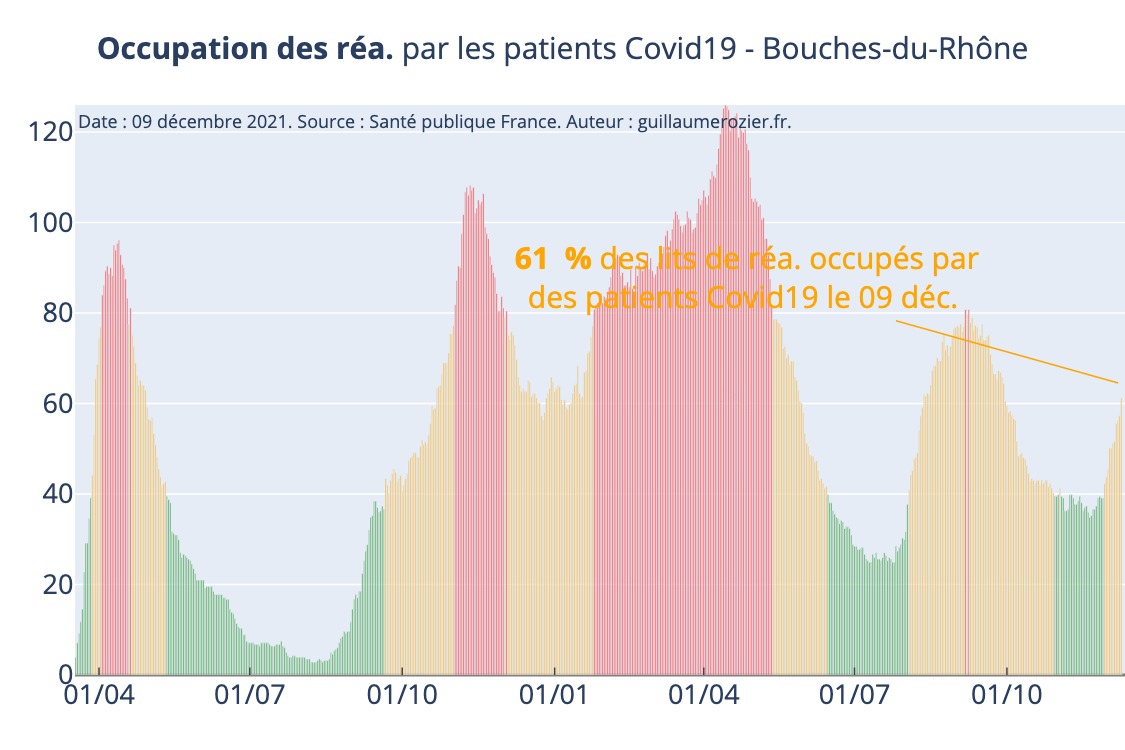 Occupation des réa. par les patients Covid19 - Bouches-du-Rhône
Date : 09 décembre 2021. Source : Santé publique France. Auteur : guillaumerozier.fr.
120
100
61 % des lits de réa. occupés par
des patients Covid19 le 09 déc.
80
60
40
20
0
01/04 01/07 01/10 01/01 01/04 01/07 01/10